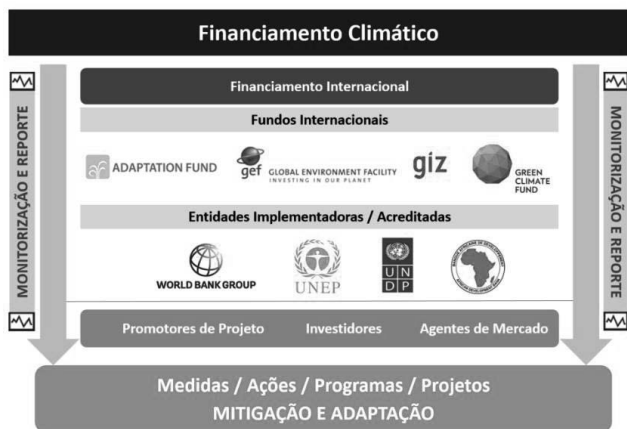 Financiamento Climático
MONITORIZAÇÃO E REPORTE
Financiamento Internacional
Fundos Internacionais
ADAPTATION FUND
gef
GLOBAL ENVIRONMENT FACILITY
INVESTING IN OUR PLANET
giz
GREEN
CLIMATE
FUND
Entidades Implementadoras / Acreditadas
WORLD BANK GROUP
UNEP
U N
D P
MONITORIZAÇÃO E REPORTE
Promotores de Projeto Investidores Agentes de Mercado
Medidas / Ações / Programas / Projetos
MITIGAÇÃO E ADAPTAÇÃO